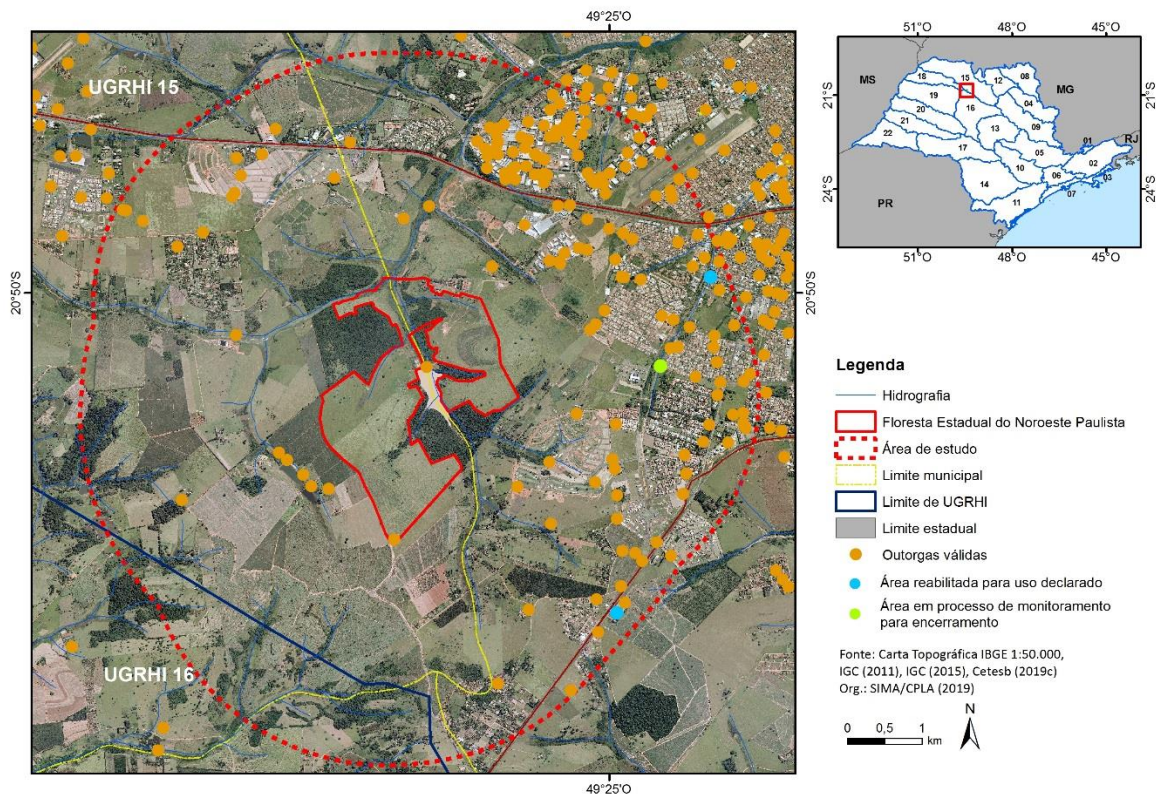 49°25'O
UGRHI 15
20°50'S
UGRHI 16
49°25'O
20°50'S
51°O
48°O
45°O
21°S
24°S
21°S
24°S
MS
MG
RJ
PR
18
15
12
08
19
16
04
20
21
13
09
22
17
05
01
02
10
06
03
14
07
11
51°O
48°O
45°O
Legenda
Hidrografia
Floresta Estadual do Noroeste Paulista
Área de estudo
Limite municipal
Limite de UGRHI
Limite estadual
Outorgas válidas
Área reabilitada para uso declarado
Área em processo de monitoramento
para encerramento
Fonte: Carta Topográfica IBGE 1:50.000,
IGC (2011), IGC (2015), Cetesb (2019c)
Org.: SIMA/CPLA (2019)
0 0,5 1
km
N